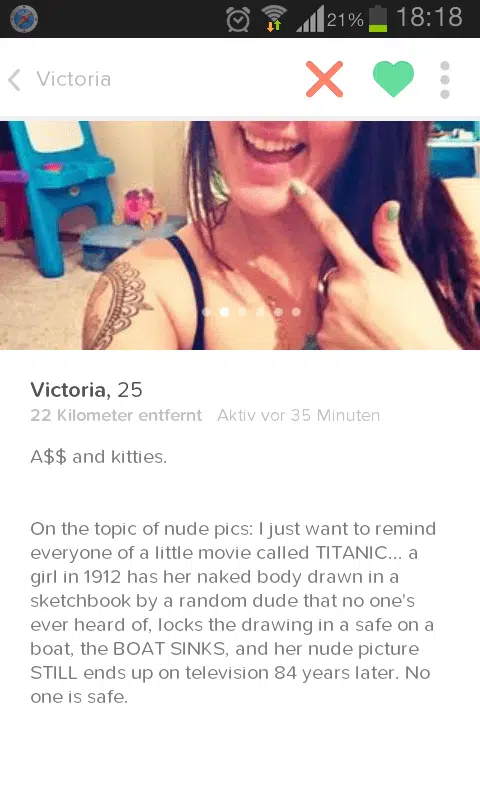 21% 18:18
Victoria
Victoria, 25
22 Kilometer entfernt Aktiv vor 35 Minuten
A$$ and kitties.
On the topic of nude pics: I just want to remind
everyone of a little movie called TITANIC... a
girl in 1912 has her naked body drawn in a
sketchbook by a random dude that no one's
ever heard of, locks the drawing in a safe on a
boat, the BOAT SINKS, and her nude picture
STILL ends up on television 84 years later. No
one is safe.